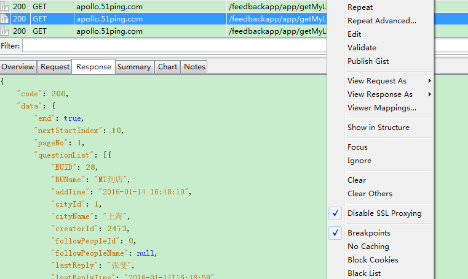 200 GET apollo.51ping.com /feedbackapp/app/getMyL
200 GET apollo.51ping.com /feedbackapp/app/getMyL
200 GET apollo.51ping.com /feedbackapp/app/getMyL
Filter:
Overview Request Response Summary Chart Notes
{
"code": 200,
"data": {
"end": true,
"nextStartIndex": 10,
"pageNo": 1,
"questionList": [{
"BUID": 28,
"BUName": "MT到店",
"addTime": "2016-01-14 16:48:10",
"cityId": 1,
"cityName": "上海",
"creatorId": 2473,
"followPeopleId": 0,
"followPeopleName": null,
"lastReply": "张斐",
"lastReplyTime": "2016-01-14T16:48:59"
Repeat
Repeat Advanced...
Edit
Validate
Publish Gist
View Request As
View Response As
Viewer Mappings...
Show in Structure
Focus
Ignore
Clear
Clear Others
Disable SSL Proxying
Breakpoints
No Caching
Block Cookies
Black List